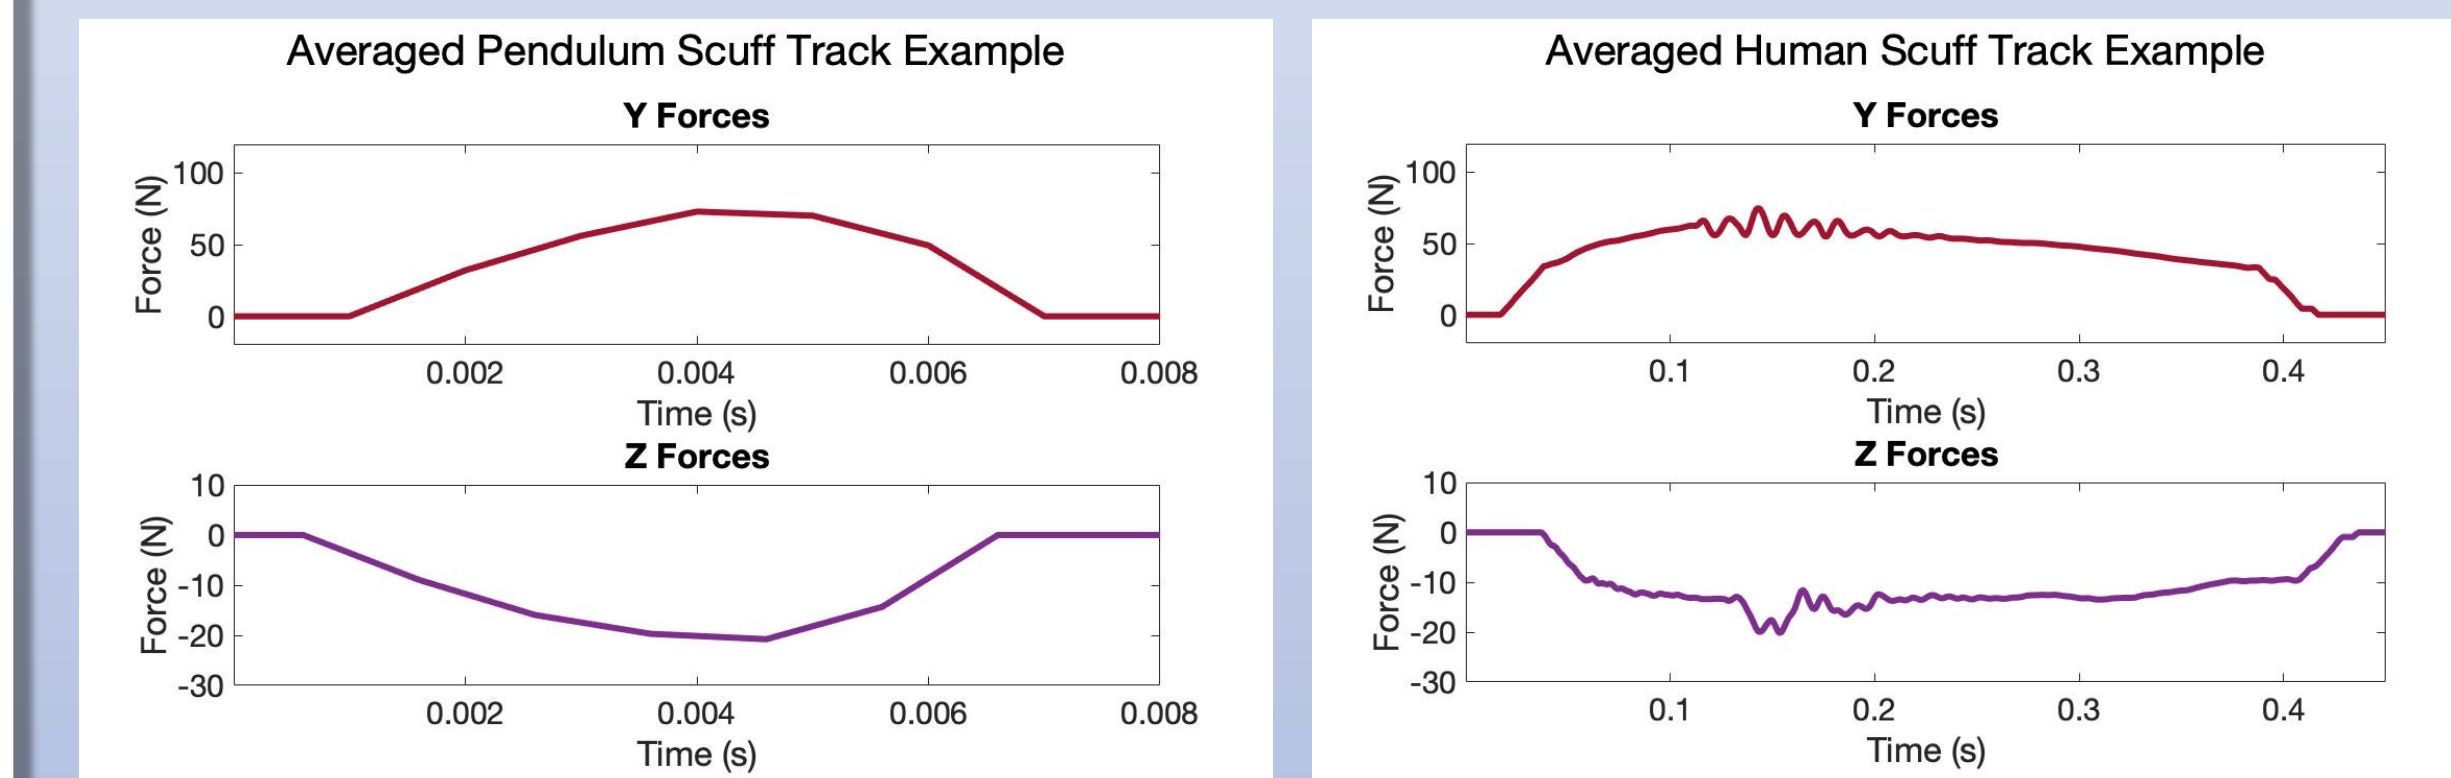 Averaged Pendulum Scuff Track Example
Y Forces
Force (N)
100
50
0
0.002 0.004 0.006 0.008
Time (s)
Z Forces
Force (N)
10
0
-10
-20
-30
0.002 0.004 0.006 0.008
Time (s)
Averaged Human Scuff Track Example
Y Forces
Force (N)
100
50
0
0.1 0.2 0.3 0.4
Time (s)
Z Forces
Force (N)
10
0
-10
-20
-30
0.1 0.2 0.3 0.4
Time (s)